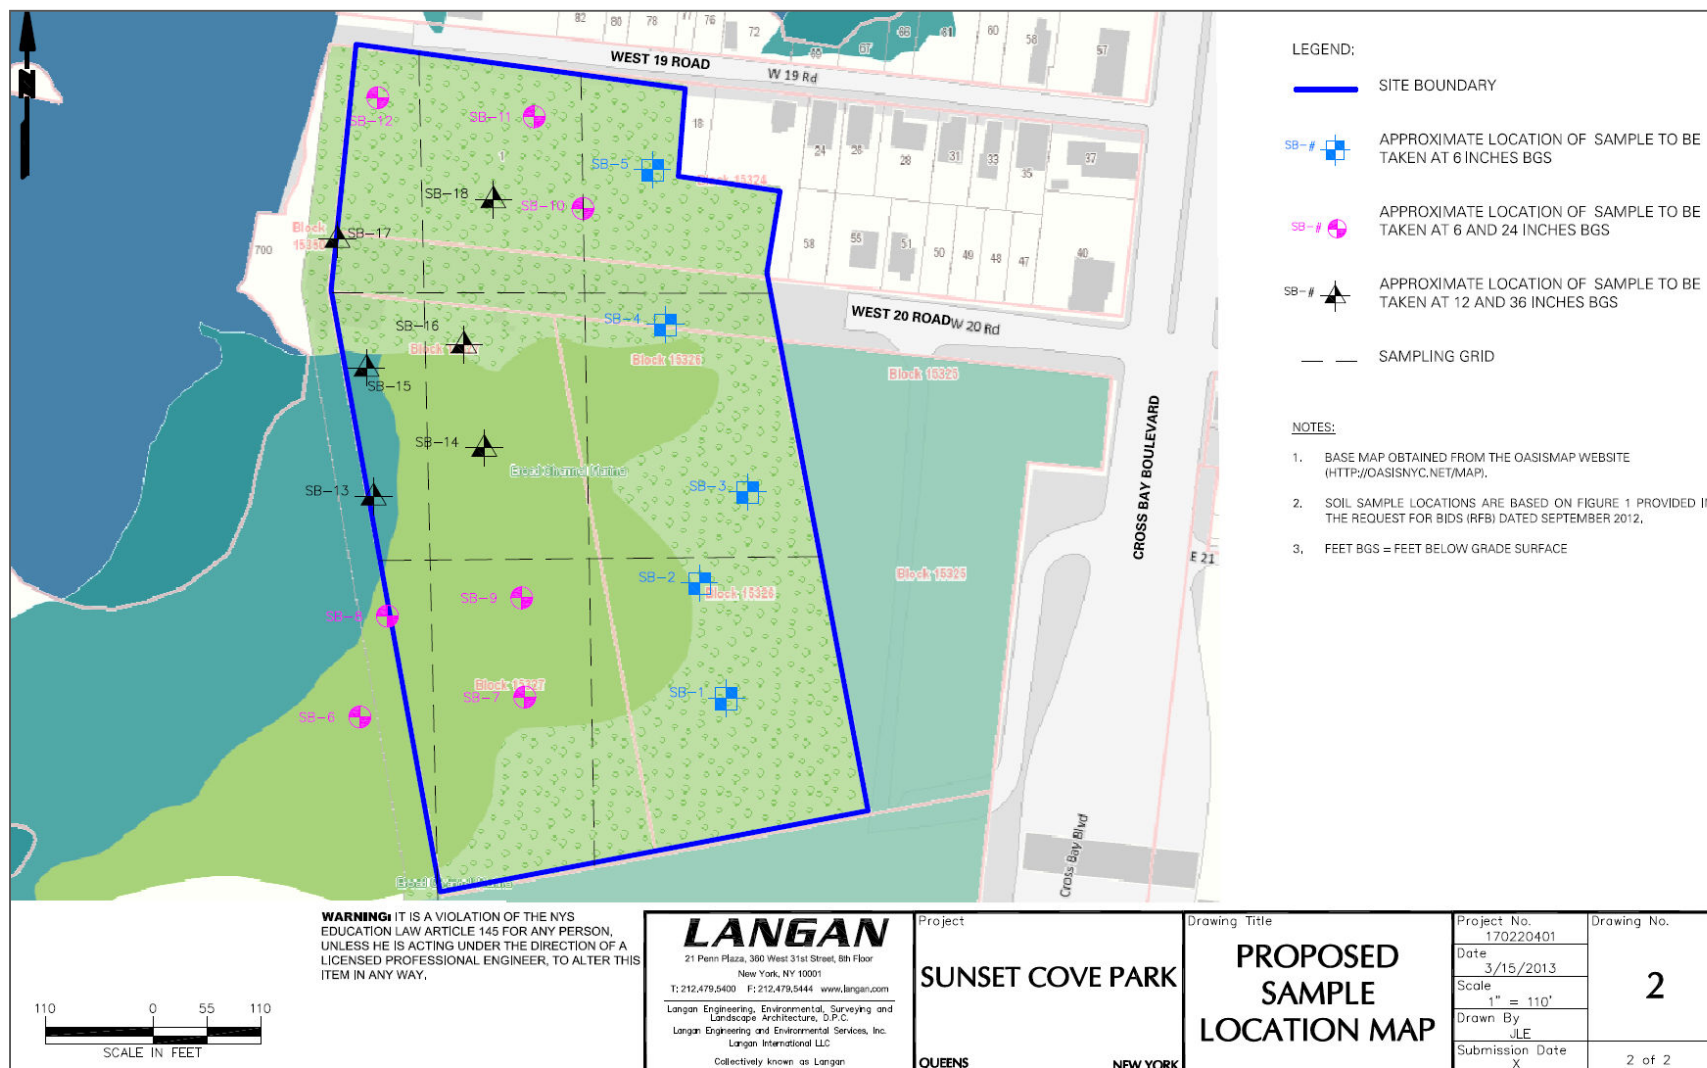 82 80 78 77 76 72 69 67 66 61 60 58 57
WEST 19 ROAD
W 19 Rd
N
SB-12
SB-11
18
24 26 28 31 33 35 37
1
SB-5
Block 15324
SB-18
SB-10
Block
SB-17
700
58 55 51 50 49 48 47 40
SB-16
SB-4
WEST 20 ROAD
W 20 Rd
Block
Block 15326
Block 15325
SB-15
SB-14
SB-13
SB-3
CROSS BAY BOULEVARD
E 21
SB-2
Block 15325
Block 15326
SB-9
SB-8
Block 15327
SB-7
SB-1
SB-6
Cross Bay Blvd
LEGEND:
SITE BOUNDARY
SB-# APPROXIMATE LOCATION OF SAMPLE TO BE
TAKEN AT 6 INCHES BGS
SB-# APPROXIMATE LOCATION OF SAMPLE TO BE
TAKEN AT 6 AND 24 INCHES BGS
SB-# APPROXIMATE LOCATION OF SAMPLE TO BE
TAKEN AT 12 AND 36 INCHES BGS
SAMPLING GRID
NOTES:
1. BASE MAP OBTAINED FROM THE OASISMAP WEBSITE
(HTTP://OASISNYC.NET/MAP).
2. SOIL SAMPLE LOCATIONS ARE BASED ON FIGURE 1 PROVIDED
THE REQUEST FOR BIDS (RFB) DATED SEPTEMBER 2012.
3. FEET BGS = FEET BELOW GRADE SURFACE
110 0 55 110
SCALE IN FEET
WARNING: IT IS A VIOLATION OF THE NYS
EDUCATION LAW ARTICLE 145 FOR ANY PERSON,
UNLESS HE IS ACTING UNDER THE DIRECTION OF A
LICENSED PROFESSIONAL ENGINEER, TO ALTER THIS
ITEM IN ANY WAY.
LANGAN
21 Penn Plaza, 360 West 31st Street, 8th Floor
New York, NY 10001
T: 212.479.5400 F: 212.479.5444 www.langan.com
Langan Engineering, Environmental, Surveying and
Landscape Architecture, D.P.C.
Langan Engineering and Environmental Services, Inc.
Langan International LLC
Collectively known as Langan
Project
SUNSET COVE PARK
QUEENS NEW YORK
Drawing Title
PROPOSED
SAMPLE
LOCATION MAP
Project No.
170220401
Date
3/15/2013
Scale
1" = 110'
Drawn By
JLE
Submission Date
X
Drawing No.
2
2 of 2